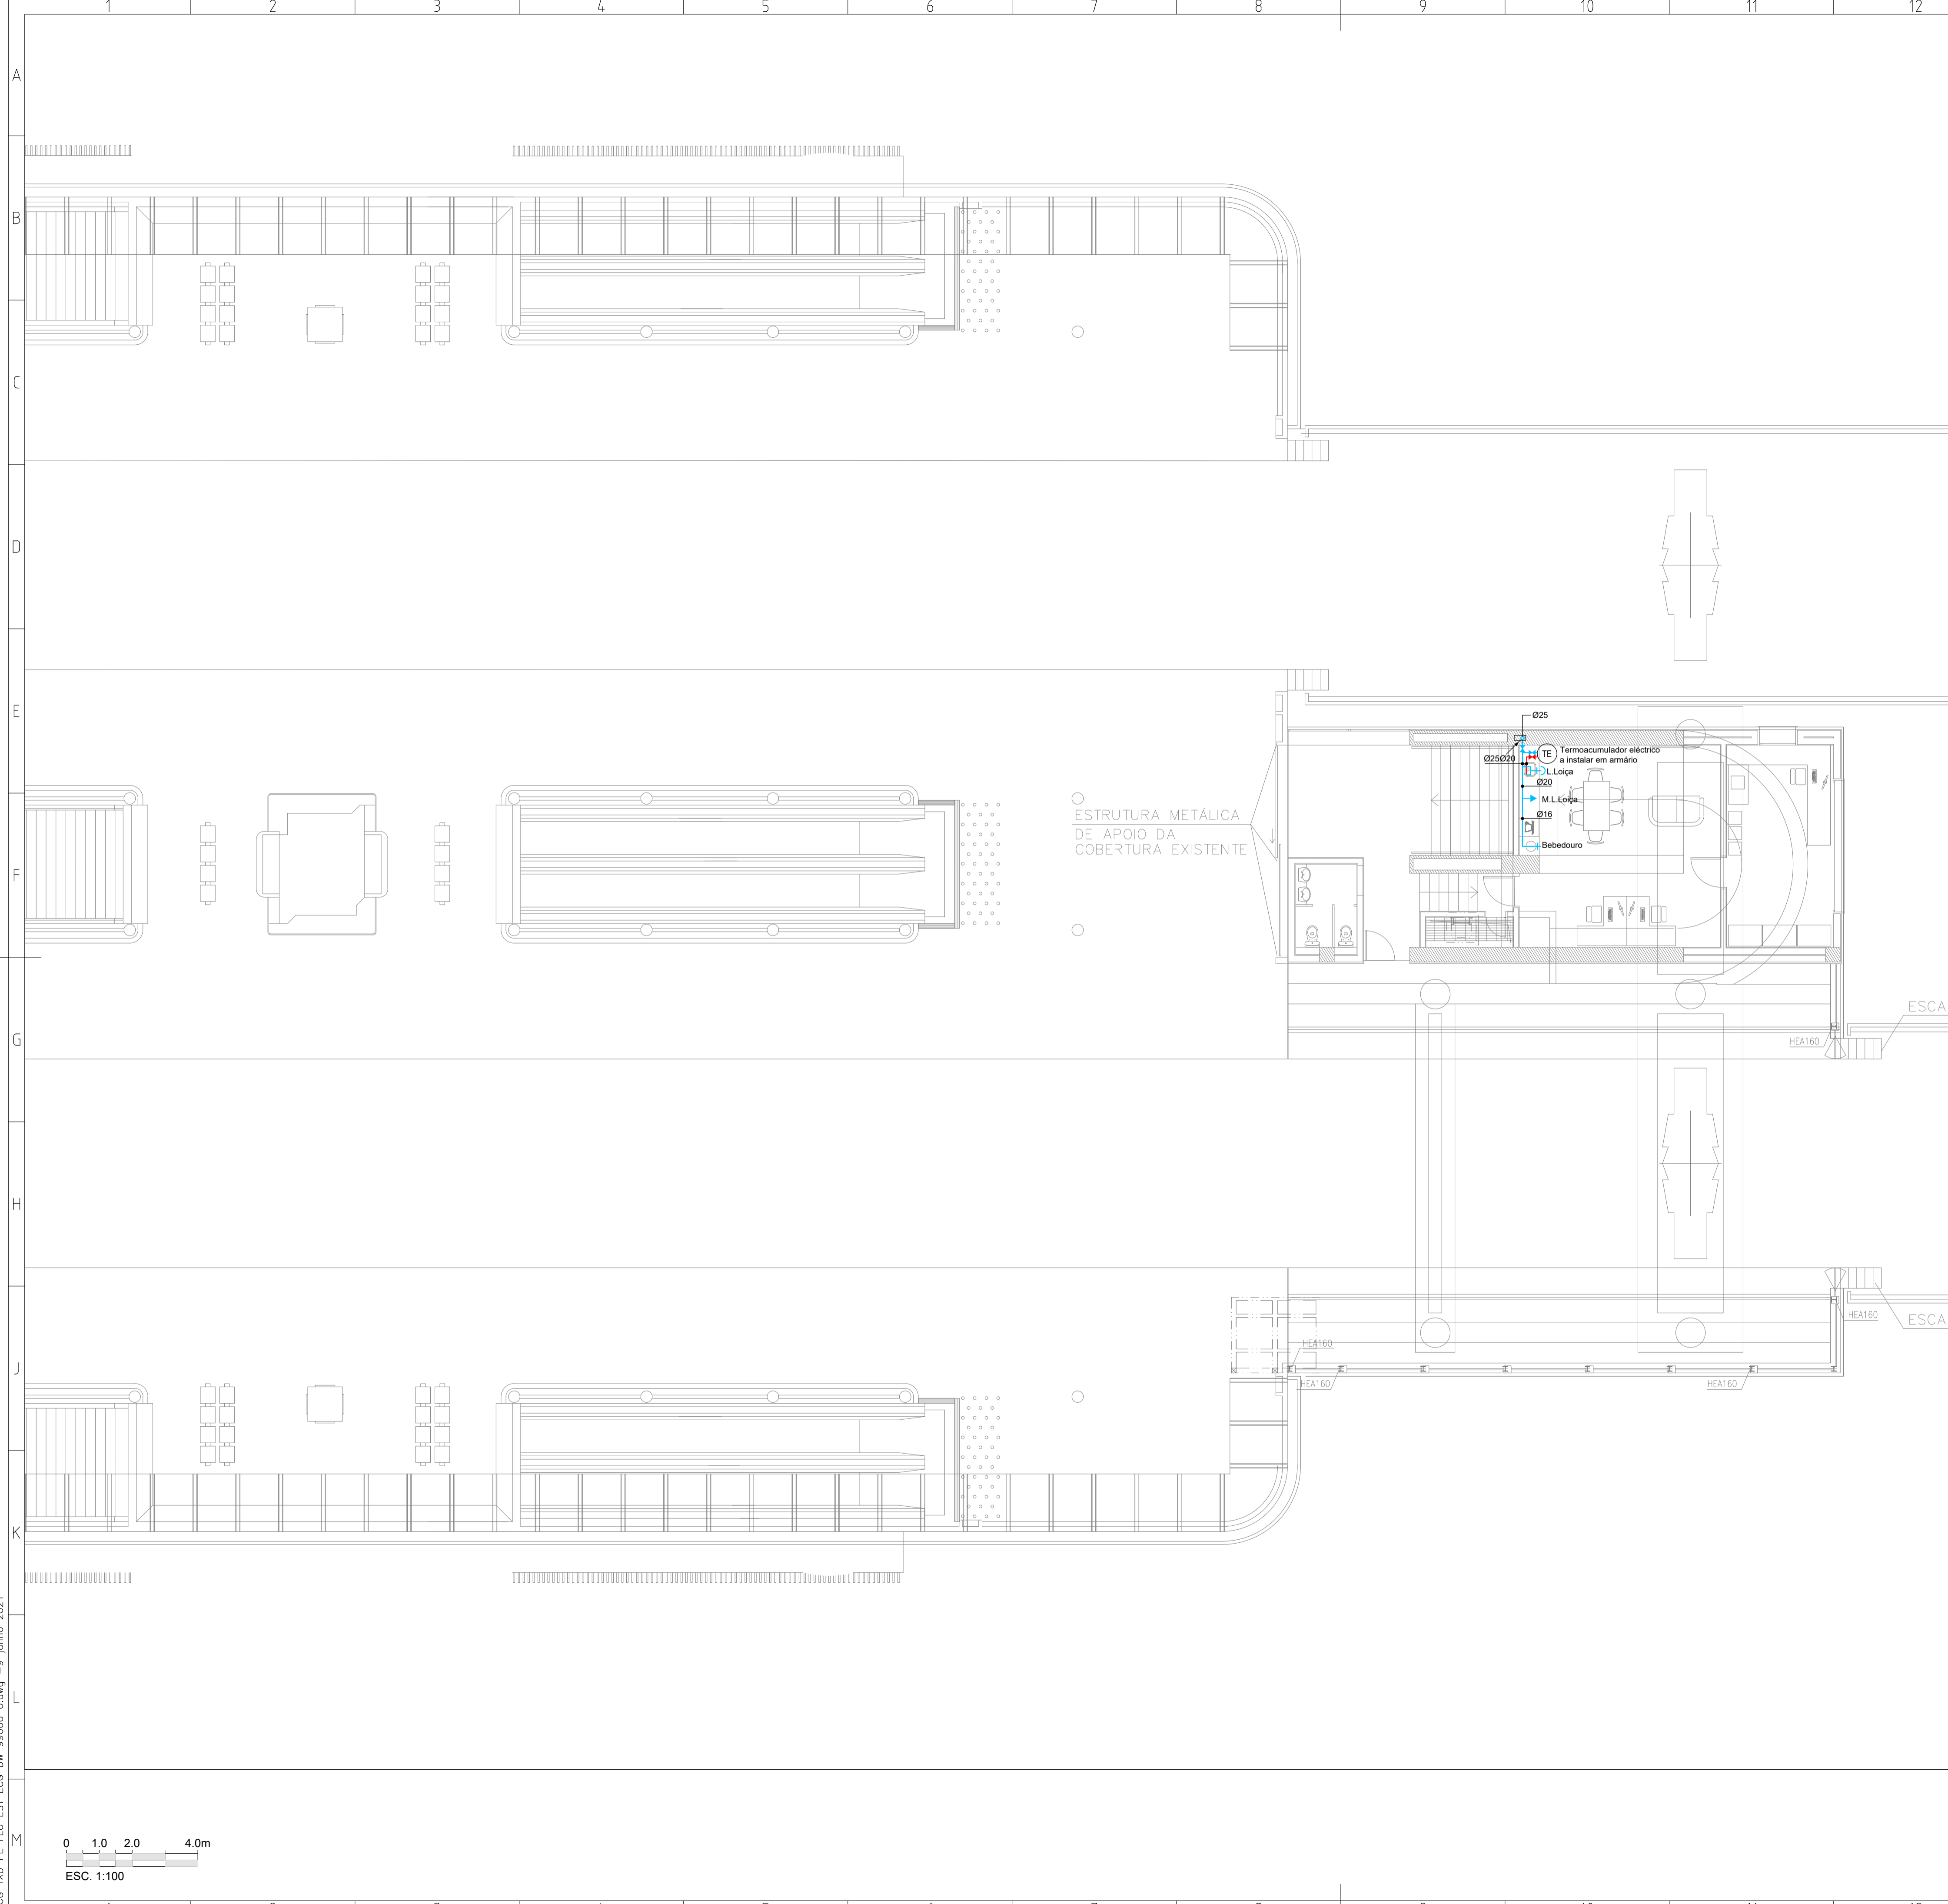 1 2 3 4 5 6 7 8 9 10 11 12
A
B
C
D
E
Ø25
TE
Termoacumulador eléctrico
a instalar em armário
Ø25Ø20
L.Loiça
Ø20
M.L.Loiça
Ø16
Bebedouro
ESTRUTURA METÁLICA
DE APOIO DA
COBERTURA EXISTENTE
F
ESCA
G
HEA160
H
HEA160
ESCA
HEA160
J
HEA160
HEA160
K
L
M
0 1.0 2.0 4.0m
ESC. 1:100